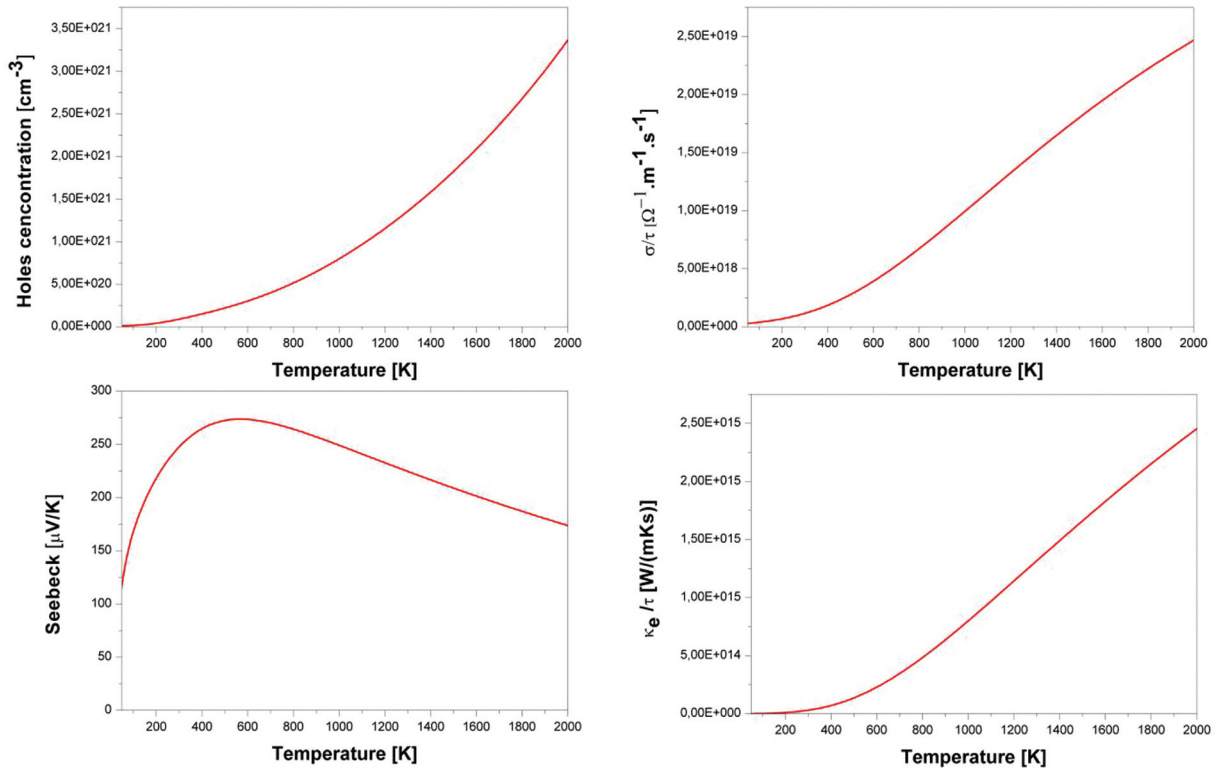 3,50E+021
3,00E+021
2,50E+021
2,00E+021
1,50E+021
1,00E+021
5,00E+020
0,00E+000
Holes cencontration [cm⁻³]
200 400 600 800 1000 1200 1400 1600 1800 2000
Temperature [K]
2,50E+019
2,00E+019
1,50E+019
1,00E+019
5,00E+018
0,00E+000
σ/τ [Ω⁻¹.m⁻¹.s⁻¹]
200 400 600 800 1000 1200 1400 1600 1800 2000
Temperature [K]
300
250
200
150
100
50
0
Seebeck [μV/K]
200 400 600 800 1000 1200 1400 1600 1800 2000
Temperature [K]
2,50E+015
2,00E+015
1,50E+015
1,00E+015
5,00E+014
0,00E+000
κe /τ [W/(mKs)]
200 400 600 800 1000 1200 1400 1600 1800 2000
Temperature [K]